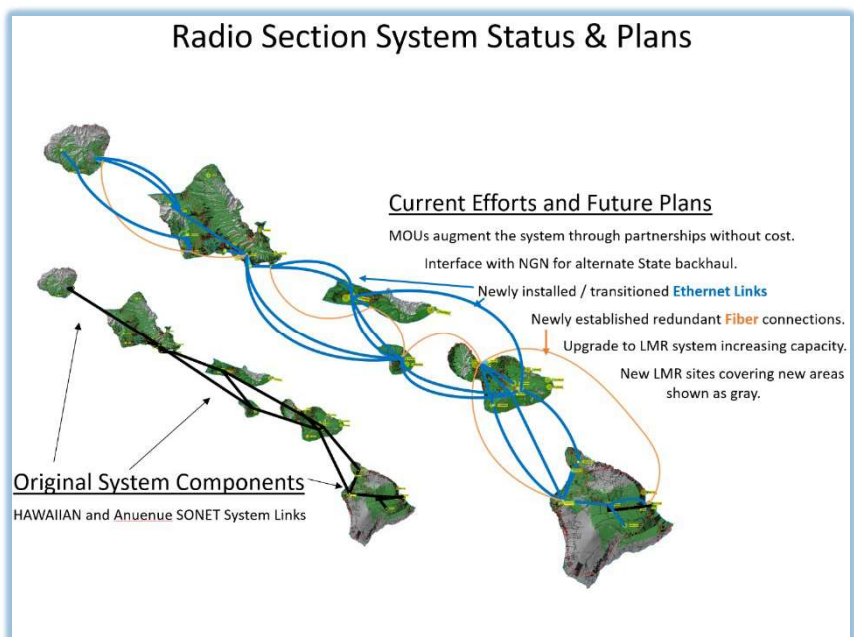 Radio Section System Status & Plans
Current Efforts and Future Plans
MOUs augment the system through partnerships without cost.
Interface with NGN for alternate State backhaul.
Newly installed / transitioned Ethernet Links
Newly established redundant Fiber connections.
Upgrade to LMR system increasing capacity.
New LMR sites covering new areas
shown as gray.
Original System Components
HAWAIIAN and Anuenue SONET System Links